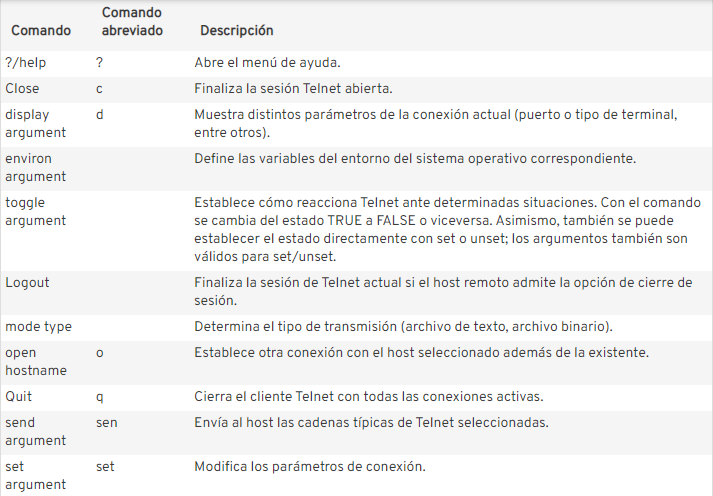 Comando Comando abreviado Descripción
?/help ? Abre el menú de ayuda.
Close c Finaliza la sesión Telnet abierta.
display argument d Muestra distintos parámetros de la conexión actual (puerto o tipo de terminal,
entre otros).
environ argument Define las variables del entorno del sistema operativo correspondiente.
toggle argument Establece cómo reacciona Telnet ante determinadas situaciones. Con el comando
se cambia del estado TRUE a FALSE o viceversa. Asimismo, también se puede
establecer el estado directamente con set o unset; los argumentos también son
válidos para set/unset.
Logout Finaliza la sesión de Telnet actual si el host remoto admite la opción de cierre de
sesión.
mode type Determina el tipo de transmisión (archivo de texto, archivo binario).
open hostname o Establece otra conexión con el host seleccionado además de la existente.
Quit q Cierra el cliente Telnet con todas las conexiones activas.
send argument sen Envía al host las cadenas típicas de Telnet seleccionadas.
set argument set Modifica los parámetros de conexión.